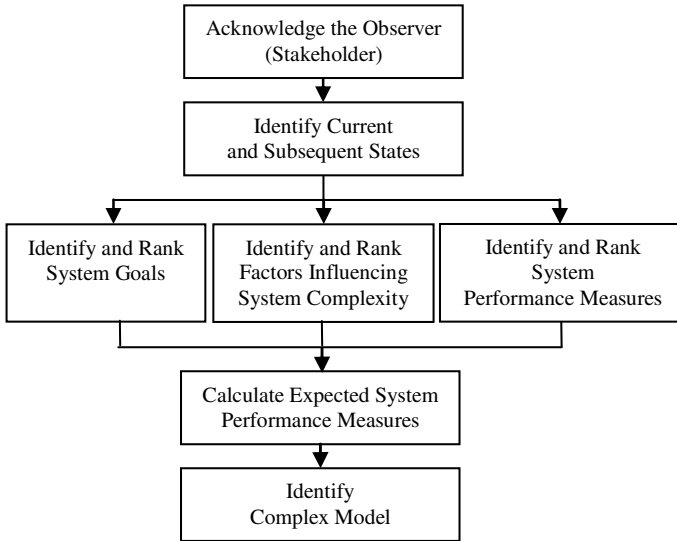 Acknowledge the Observer
(Stakeholder)
Identify Current
and Subsequent States
Identify and Rank
System Goals
Identify and Rank
Factors Influencing
System Complexity
Identify and Rank
System
Performance Measures
Calculate Expected System
Performance Measures
Identify
Complex Model